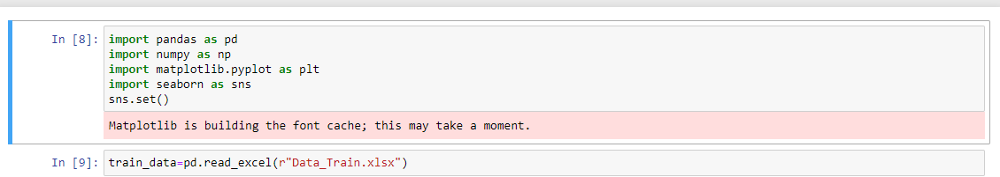 In [8]: import pandas as pd
import numpy as np
import matplotlib.pyplot as plt
import seaborn as sns
sns.set()
Matplotlib is building the font cache; this may take a moment.
In [9]: train_data=pd.read_excel(r"Data_Train.xlsx")